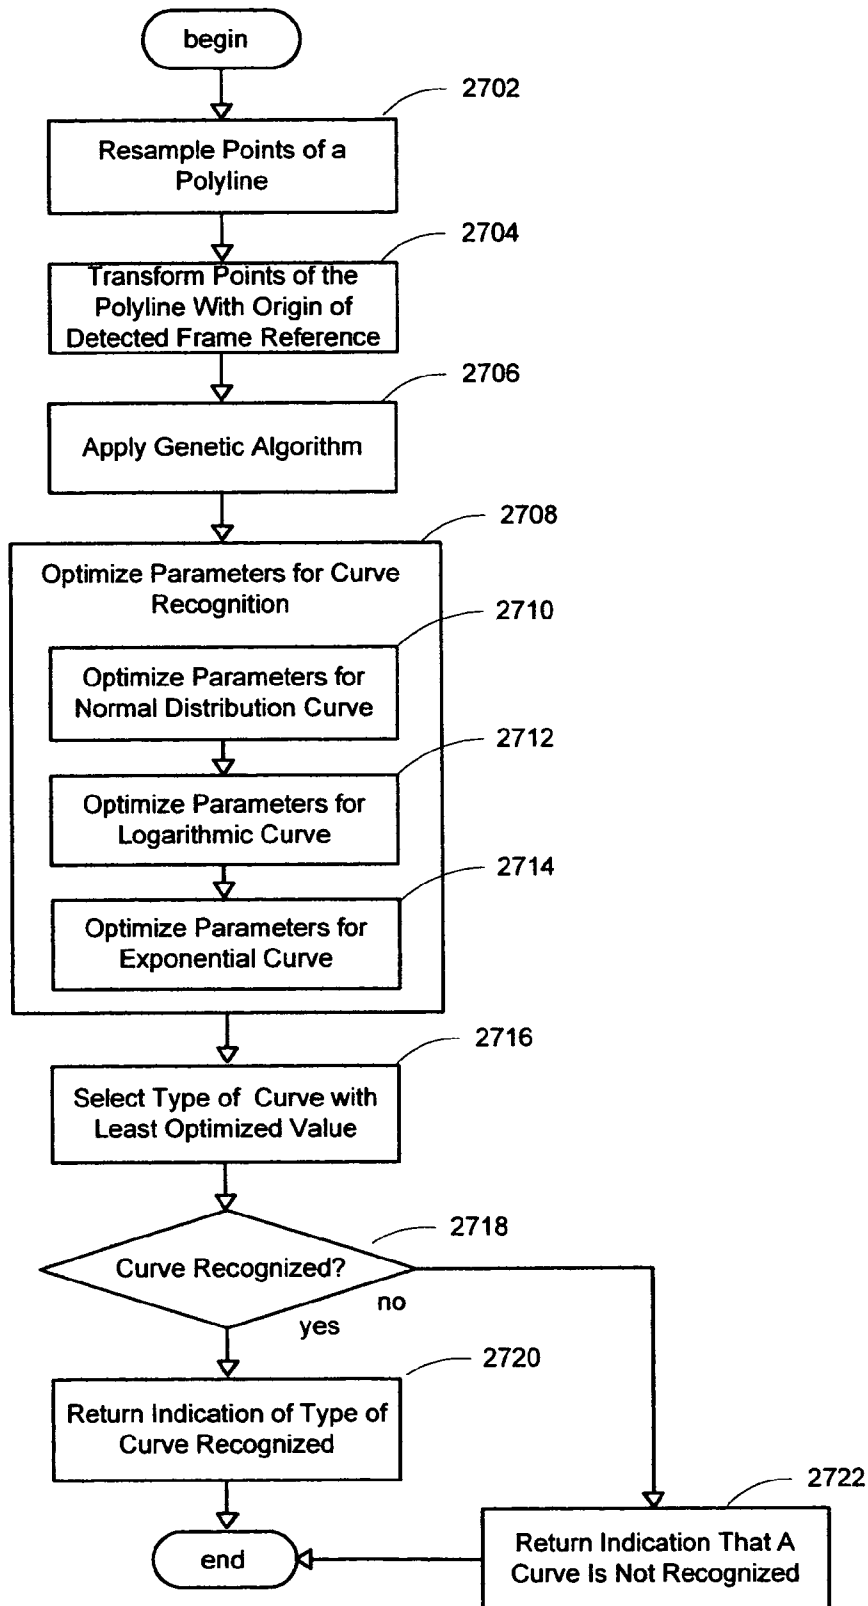 begin
2702
Resample Points of a
Polyline
2704
Transform Points of the
Polyline With Origin of
Detected Frame Reference
2706
Apply Genetic Algorithm
2708
Optimize Parameters for Curve
Recognition
2710
Optimize Parameters for
Normal Distribution Curve
2712
Optimize Parameters for
Logarithmic Curve
2714
Optimize Parameters for
Exponential Curve
2716
Select Type of Curve with
Least Optimized Value
2718
Curve Recognized?
no
yes
2720
Return Indication of Type of
Curve Recognized
2722
Return Indication That A
Curve Is Not Recognized
end